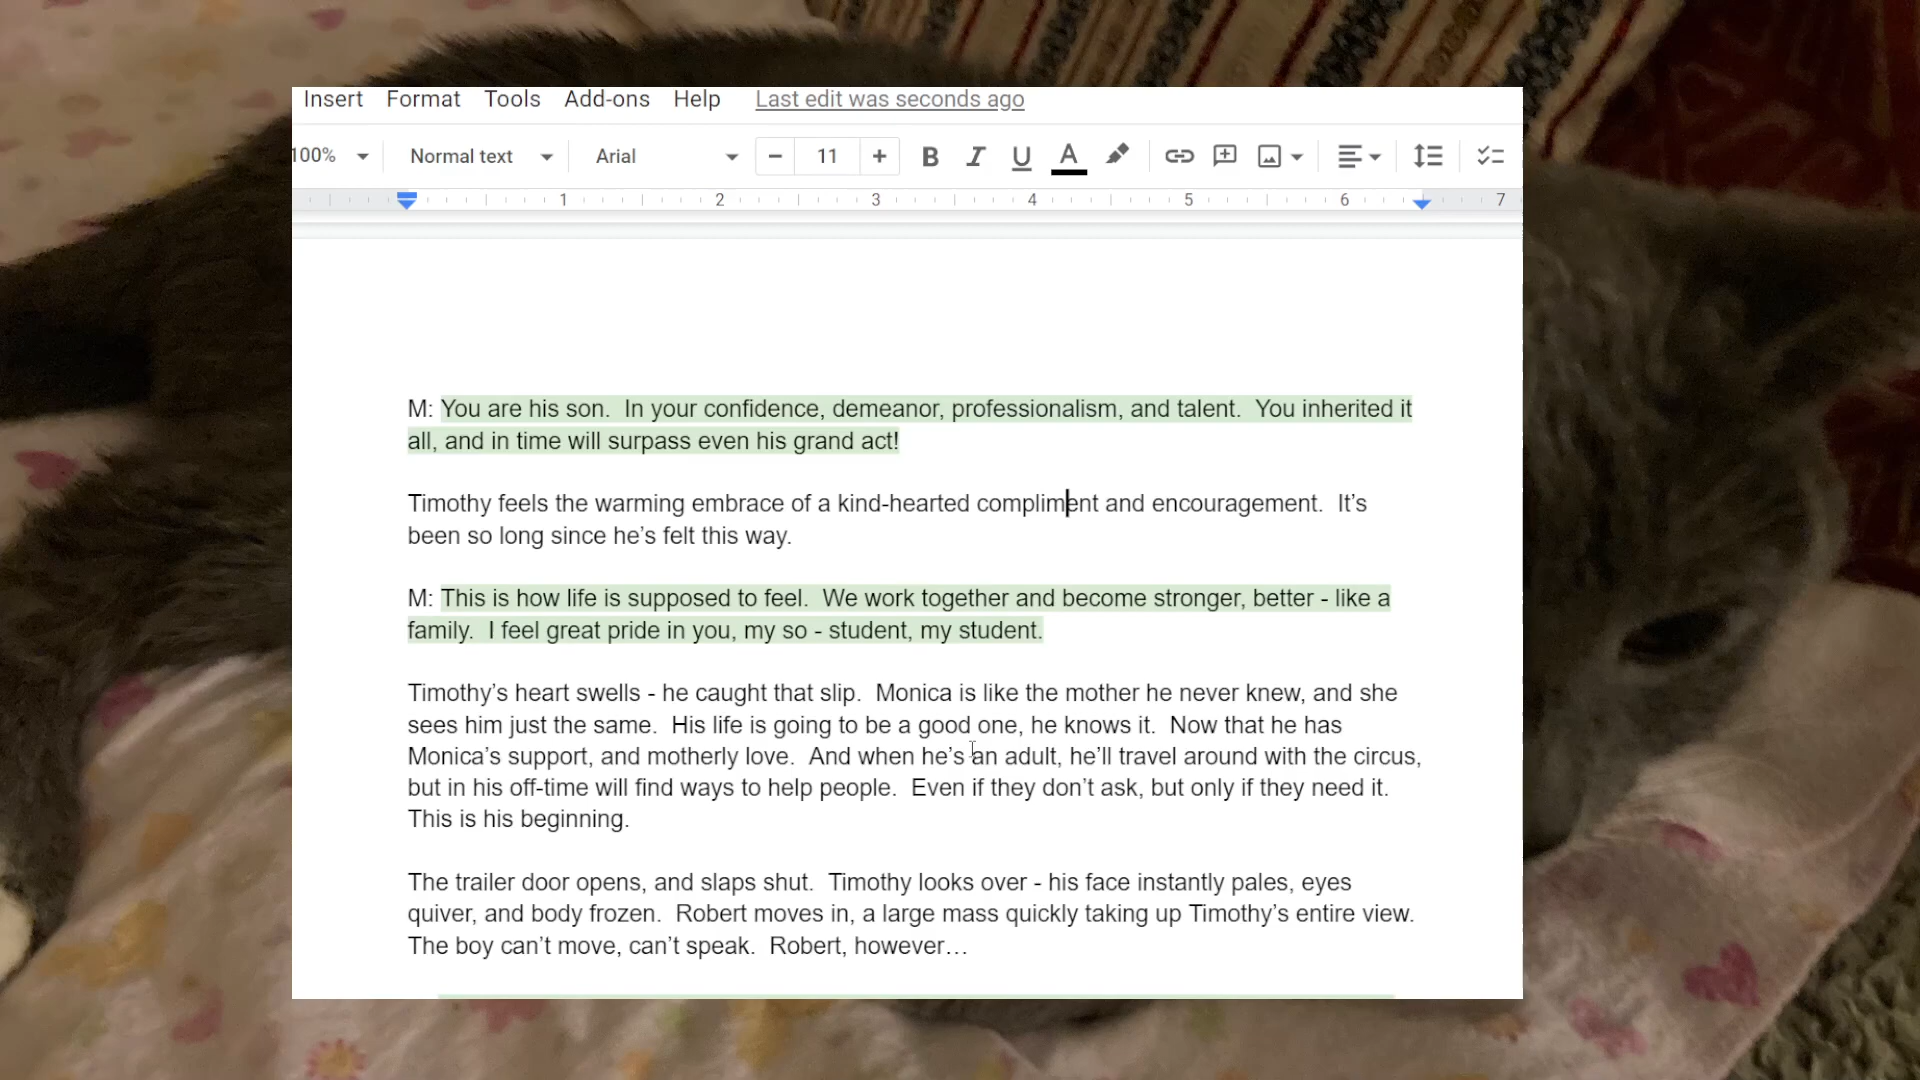 Insert Format Tools Add-ons Help Last edit was seconds ago
100% Normal text Arial 11
1 2 3 4 5 6 7
M: You are his son.  In your confidence, demeanor, professionalism, and talent.  You inherited it
all, and in time will surpass even his grand act!
Timothy feels the warming embrace of a kind-hearted compliment and encouragement.  It’s
been so long since he’s felt this way.
M: This is how life is supposed to feel.  We work together and become stronger, better - like a
family.  I feel great pride in you, my so - student, my student.
Timothy’s heart swells - he caught that slip.  Monica is like the mother he never knew, and she
sees him just the same.  His life is going to be a good one, he knows it.  Now that he has
Monica’s support, and motherly love.  And when he’s an adult, he’ll travel around with the circus,
but in his off-time will find ways to help people.  Even if they don’t ask, but only if they need it.
This is his beginning.
The trailer door opens, and slaps shut.  Timothy looks over - his face instantly pales, eyes
quiver, and body frozen.  Robert moves in, a large mass quickly taking up Timothy’s entire view.
The boy can’t move, can’t speak.  Robert, however…